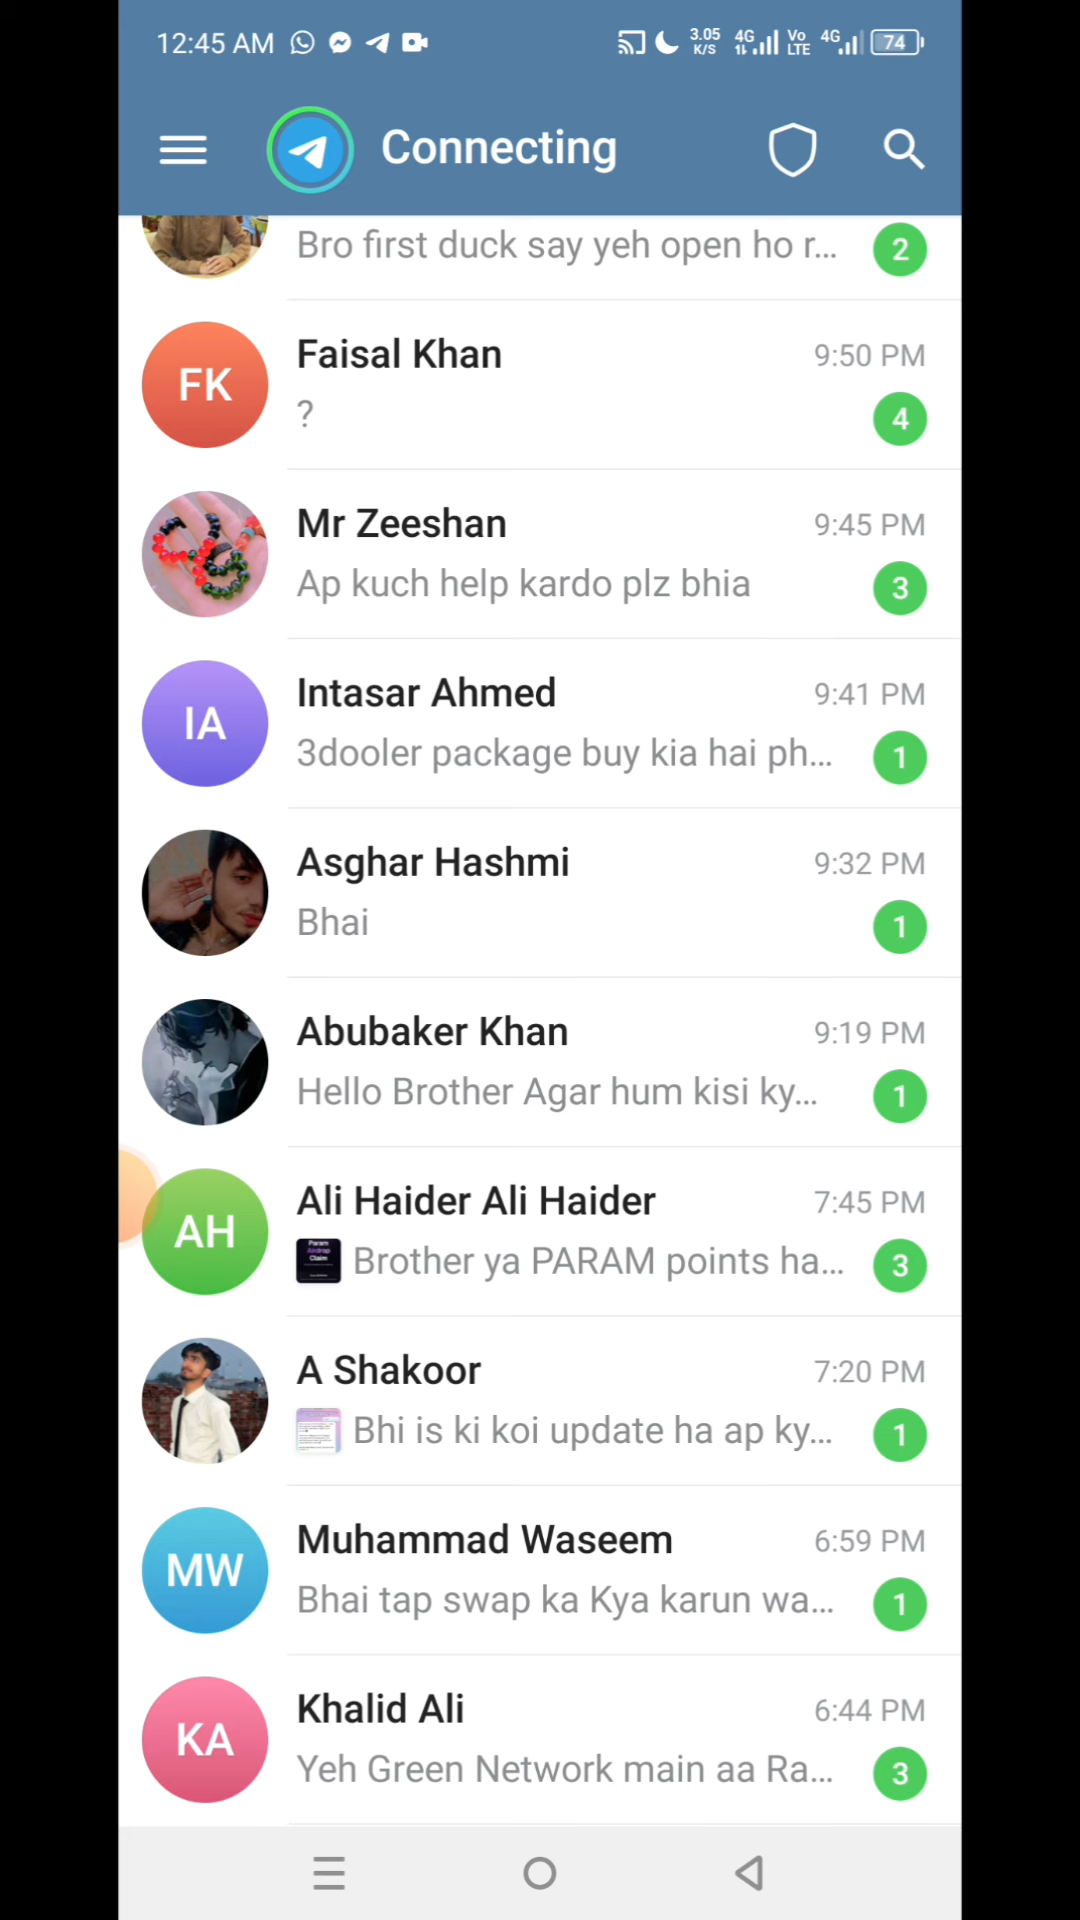 12:45 AM 3.05 K/S 4G Vo LTE 4G 74
Connecting
Bro first duck say yeh open ho r... 2
FK Faisal Khan 9:50 PM
? 4
Mr Zeeshan 9:45 PM
Ap kuch help kardo plz bhia 3
IA Intasar Ahmed 9:41 PM
3dooler package buy kia hai ph... 1
Asghar Hashmi 9:32 PM
Bhai 1
Abubaker Khan 9:19 PM
Hello Brother Agar hum kisi ky... 1
AH Ali Haider Ali Haider 7:45 PM
Param Airdrop Claim Brother ya PARAM points ha... 3
A Shakoor 7:20 PM
Bhi is ki koi update ha ap ky... 1
MW Muhammad Waseem 6:59 PM
Bhai tap swap ka Kya karun wa... 1
KA Khalid Ali 6:44 PM
Yeh Green Network main aa Ra... 3